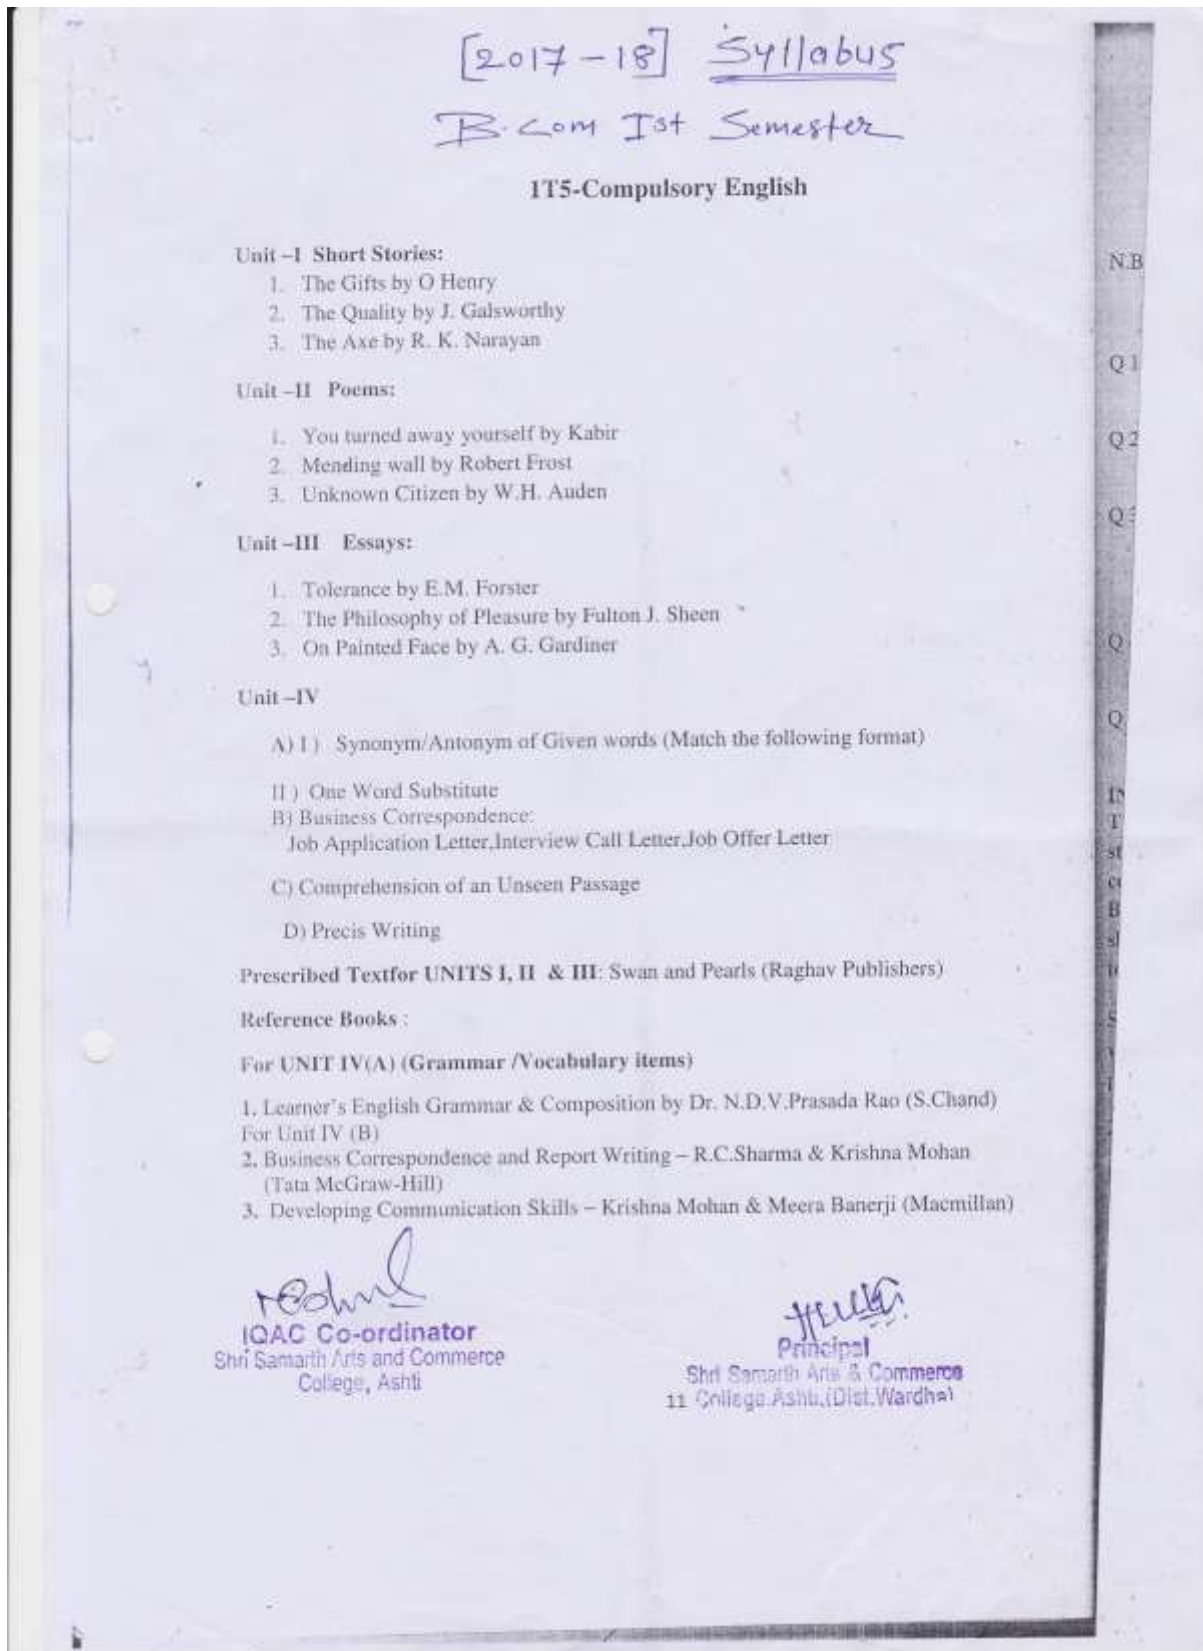 [2017-18] Syllabus
B.Com Ist Semester
1T5-Compulsory English
Unit –I Short Stories:
1. The Gifts by O Henry
2. The Quality by J. Galsworthy
3. The Axe by R. K. Narayan
Unit –II Poems:
1. You turned away yourself by Kabir
2. Mending wall by Robert Frost
3. Unknown Citizen by W.H. Auden
Unit –III Essays:
1. Tolerance by E.M. Forster
2. The Philosophy of Pleasure by Fulton J. Sheen
3. On Painted Face by A. G. Gardiner
Unit –IV
A) I ) Synonym/Antonym of Given words (Match the following format)
II ) One Word Substitute
B) Business Correspondence:
Job Application Letter,Interview Call Letter,Job Offer Letter
C) Comprehension of an Unseen Passage
D) Precis Writing
Prescribed Textfor UNITS I, II & III: Swan and Pearls (Raghav Publishers)
Reference Books :
For UNIT IV(A) (Grammar /Vocabulary items)
1. Learner's English Grammar & Composition by Dr. N.D.V.Prasada Rao (S.Chand)
For Unit IV (B)
2. Business Correspondence and Report Writing – R.C.Sharma & Krishna Mohan
(Tata McGraw-Hill)
3. Developing Communication Skills – Krishna Mohan & Meera Banerji (Macmillan)
IQAC Co-ordinator
Shri Samarth Arts and Commerce
College, Ashti
Principal
Shri Samarth Arts & Commerce
11 College.Ashti,(Dist.Wardha)
N.B
Q 1
Q 2
Q 3
Q
Q